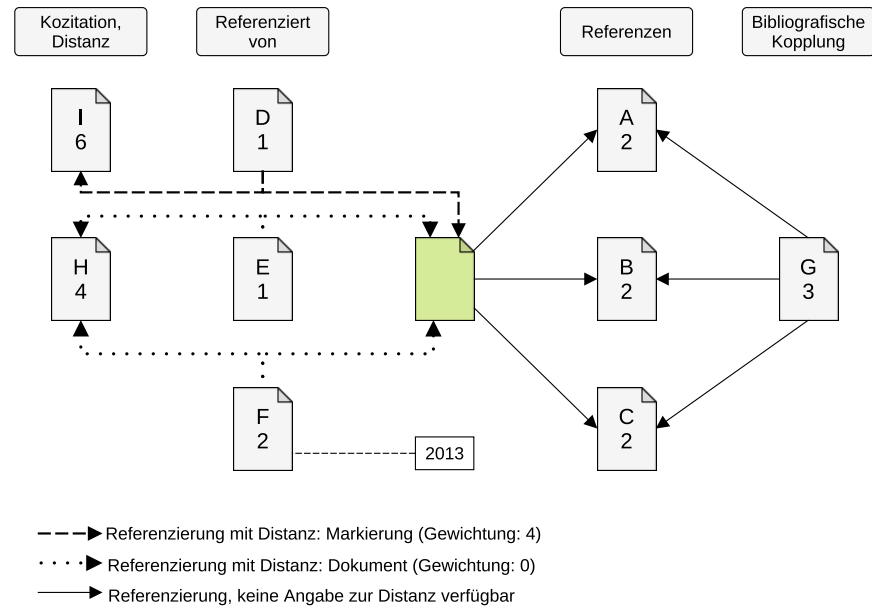 Kozitation,
Distanz
Referenziert
von
Referenzen
Bibliografische
Kopplung
I
6
D
1
A
2
H
4
E
1
B
2
G
3
F
2
2013
C
2
Referenzierung mit Distanz: Markierung (Gewichtung: 4)
Referenzierung mit Distanz: Dokument (Gewichtung: 0)
Referenzierung, keine Angabe zur Distanz verfügbar